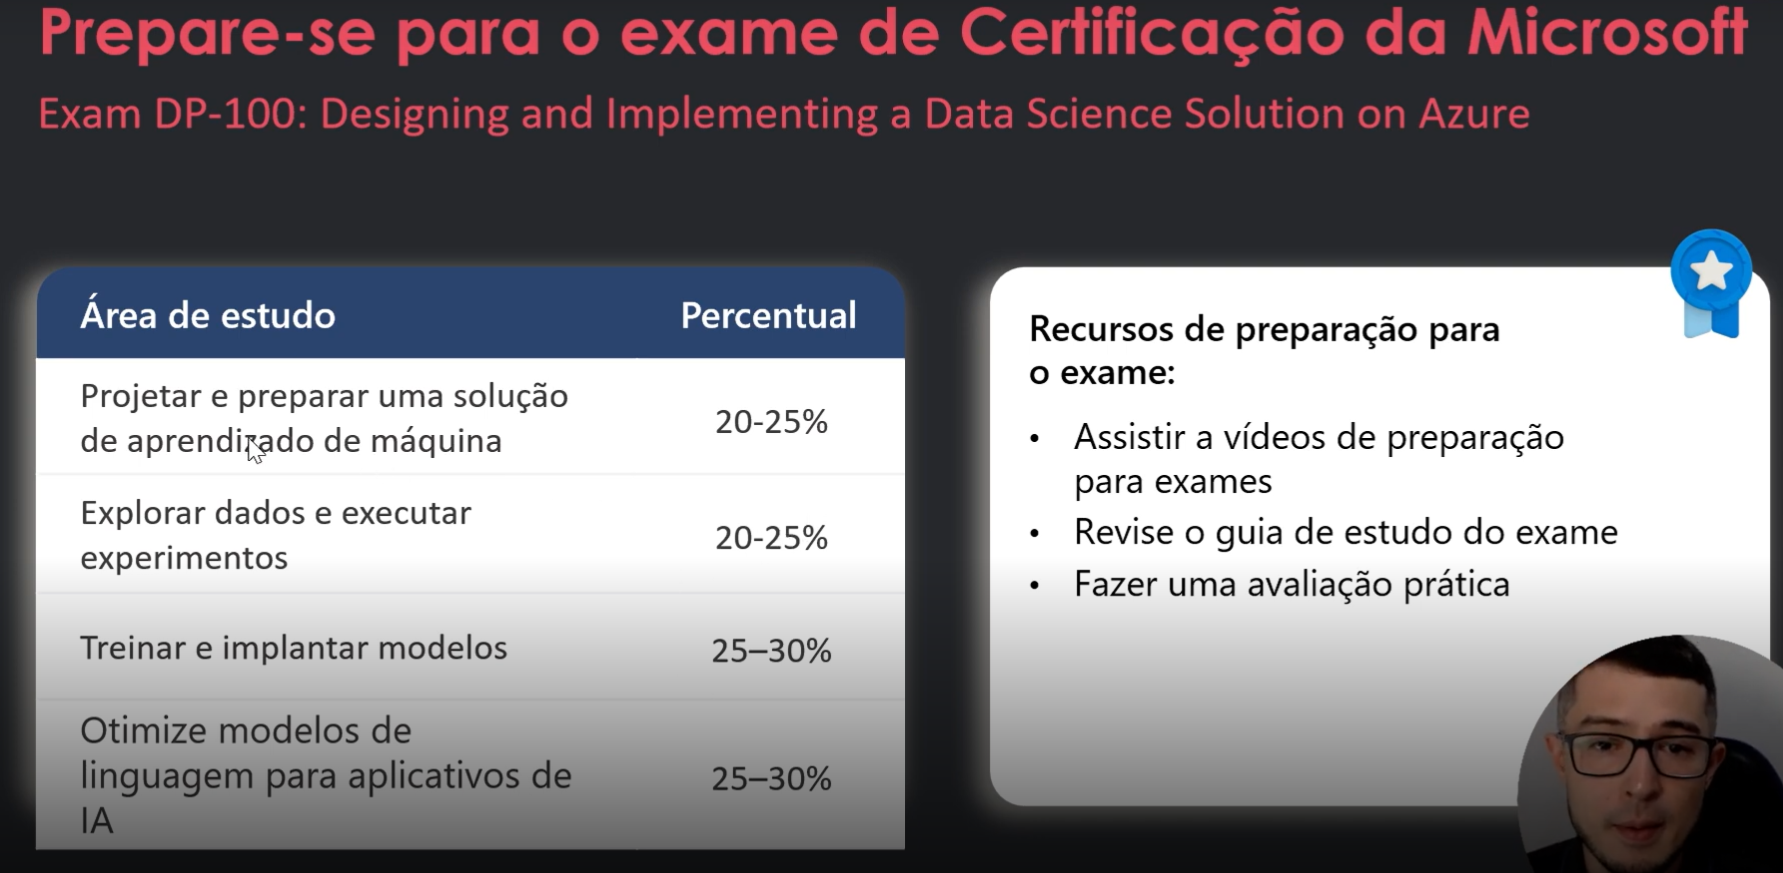 Prepare-se para o exame de Certificação da Microsoft
Exam DP-100: Designing and Implementing a Data Science Solution on Azure
Área de estudo Percentual
Projetar e preparar uma solução
de aprendizado de máquina
20-25%
Explorar dados e executar
experimentos
20-25%
Treinar e implantar modelos 25–30%
Otimize modelos de
linguagem para aplicativos de
IA
25–30%
Recursos de preparação para
o exame:
• Assistir a vídeos de preparação
para exames
• Revise o guia de estudo do exame
• Fazer uma avaliação prática